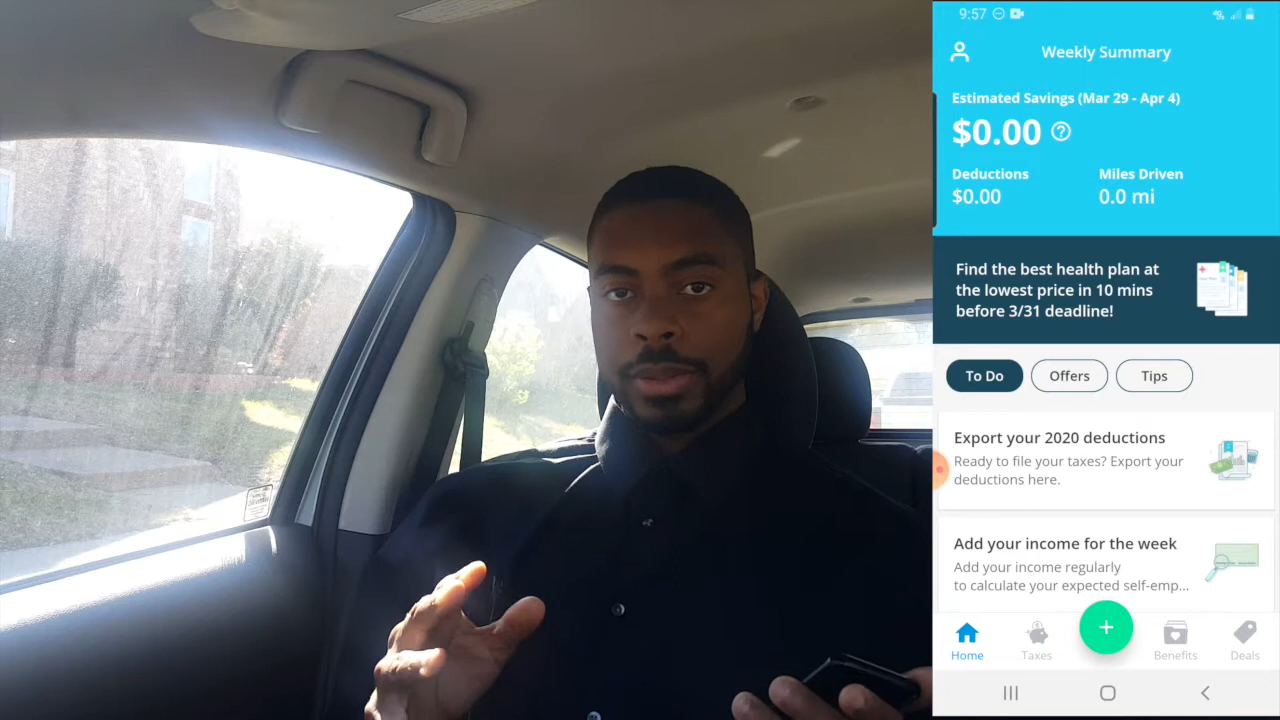 9:57
Weekly Summary
Estimated Savings (Mar 29 - Apr 4)
$0.00
Deductions
Miles Driven
$0.00
0.0 mi
Find the best health plan at
the lowest price in 10 mins
before 3/31 deadline!
To Do
Offers
Tips
Export your 2020 deductions
Ready to file your taxes? Export your
deductions here.
Add your income for the week
Add your income regularly
to calculate your expected self-emp...
Home
Taxes
Benefits
Deals